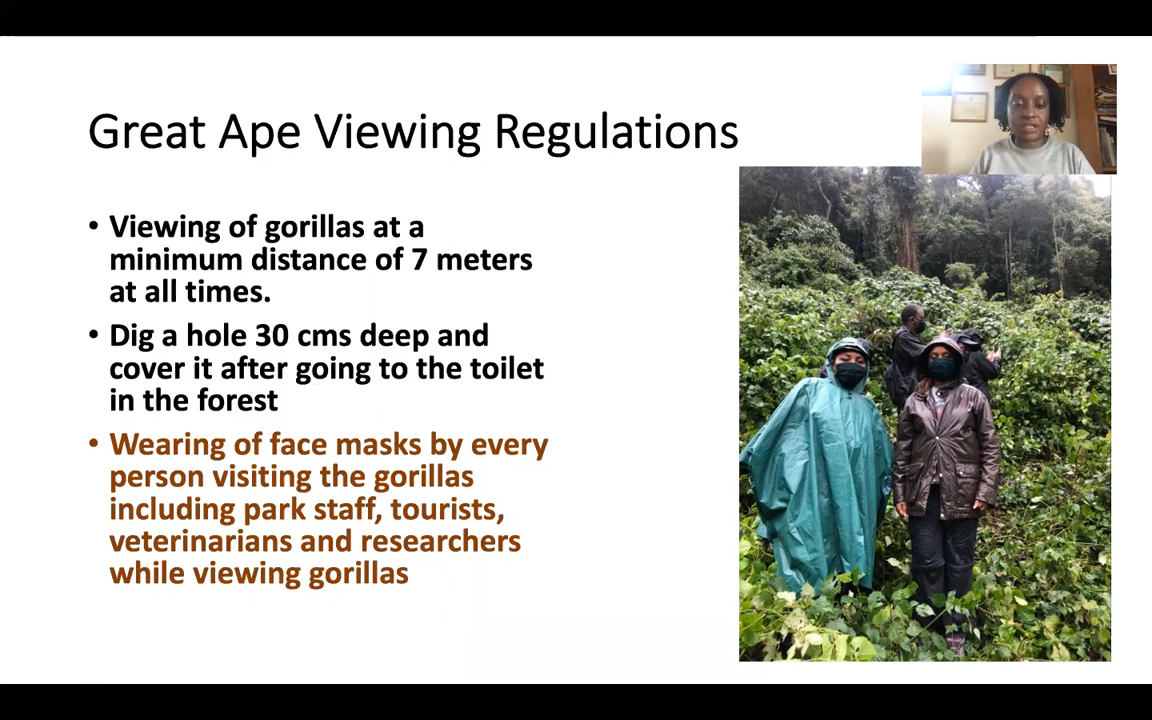 Great Ape Viewing Regulations
• Viewing of gorillas at a
minimum distance of 7 meters
at all times.
• Dig a hole 30 cms deep and
cover it after going to the toilet
in the forest
• Wearing of face masks by every
person visiting the gorillas
including park staff, tourists,
veterinarians and researchers
while viewing gorillas